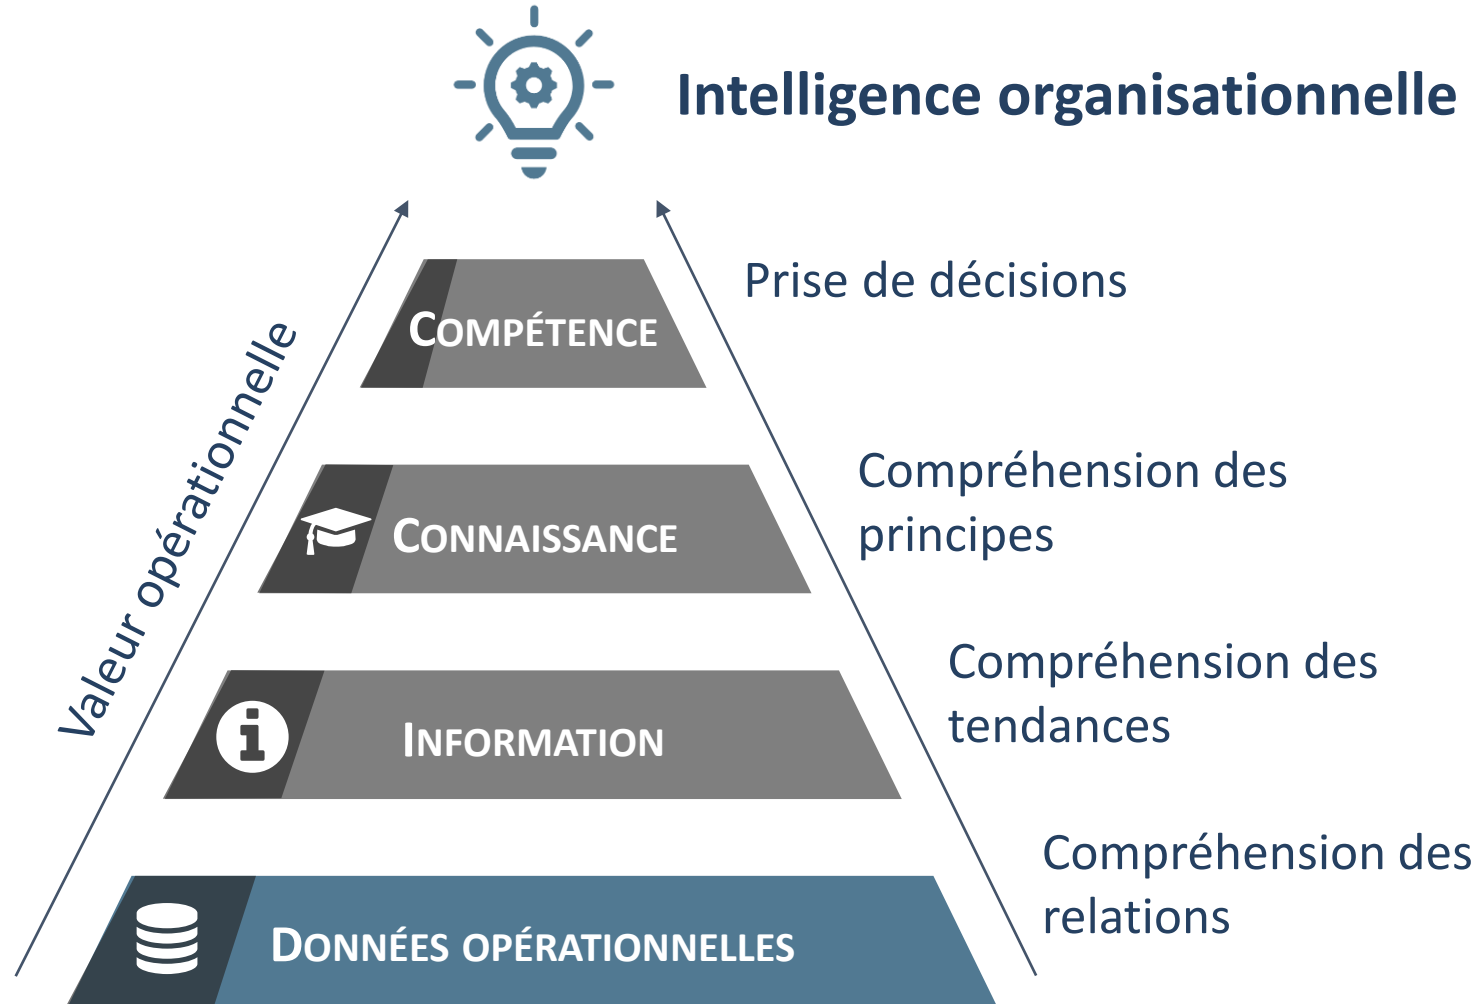 Intelligence organisationnelle
Prise de décisions
COMPÉTENCE
Valeur opérationnelle
Compréhension des
principes
CONNAISSANCE
Compréhension des
tendances
INFORMATION
Compréhension des
relations
DONNÉES OPÉRATIONNELLES